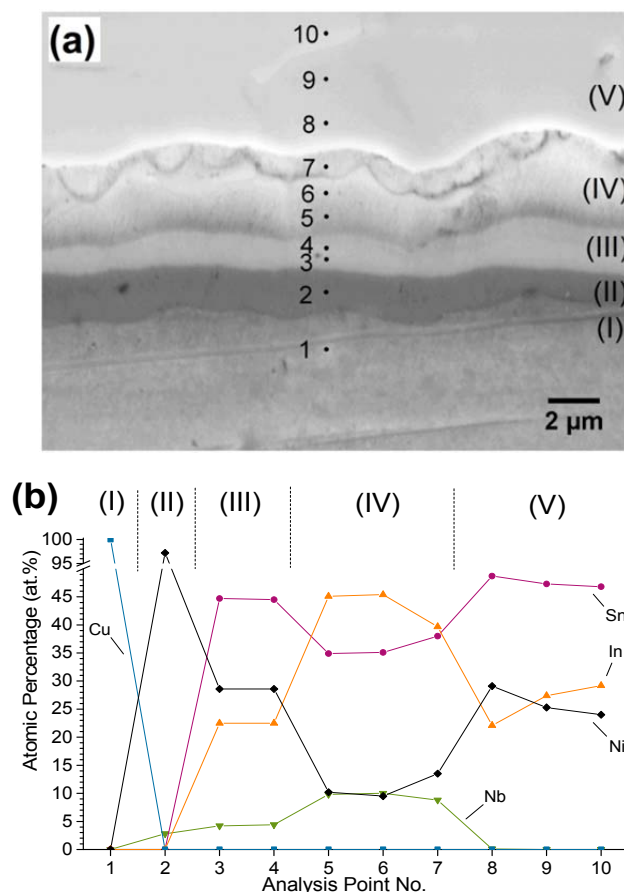 (a)
10
9
(V)
8
7
(IV)
6
5
(III)
4
3
(II)
2
(I)
1
2 µm
(b)
(I) (II) (III) (IV) (V)
Atomic Percentage (at.%)
100
95
45
40
35
30
25
20
15
10
5
0
Cu
Sn
In
Ni
Nb
1 2 3 4 5 6 7 8 9 10
Analysis Point No.